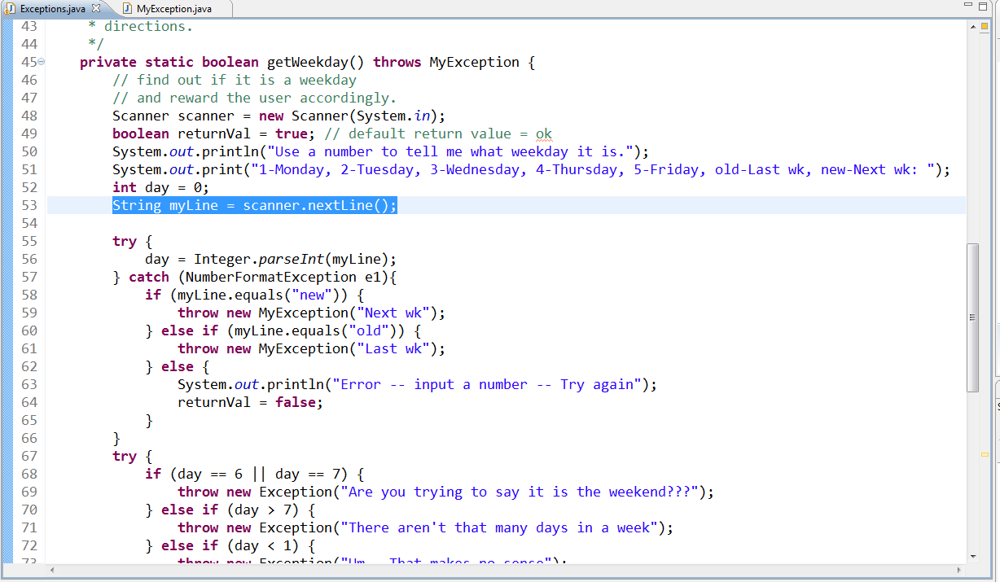 Exceptions.java MyException.java
43 * directions.
44 */
45 private static boolean getWeekday() throws MyException {
46 // find out if it is a weekday
47 // and reward the user accordingly.
48 Scanner scanner = new Scanner(System.in);
49 boolean returnVal = true; // default return value = ok
50 System.out.println("Use a number to tell me what weekday it is.");
51 System.out.print("1-Monday, 2-Tuesday, 3-Wednesday, 4-Thursday, 5-Friday, old-Last wk, new-Next wk: ");
52 int day = 0;
53 String myLine = scanner.nextLine();
54
55 try {
56 day = Integer.parseInt(myLine);
57 } catch (NumberFormatException e1){
58 if (myLine.equals("new")) {
59 throw new MyException("Next wk");
60 } else if (myLine.equals("old")) {
61 throw new MyException("Last wk");
62 } else {
63 System.out.println("Error -- input a number -- Try again");
64 returnVal = false;
65 }
66 }
67 try {
68 if (day == 6 || day == 7) {
69 throw new Exception("Are you trying to say it is the weekend???");
70 } else if (day > 7) {
71 throw new Exception("There aren't that many days in a week");
72 } else if (day < 1) {
73 throw new Exception("Um That makes no sense");